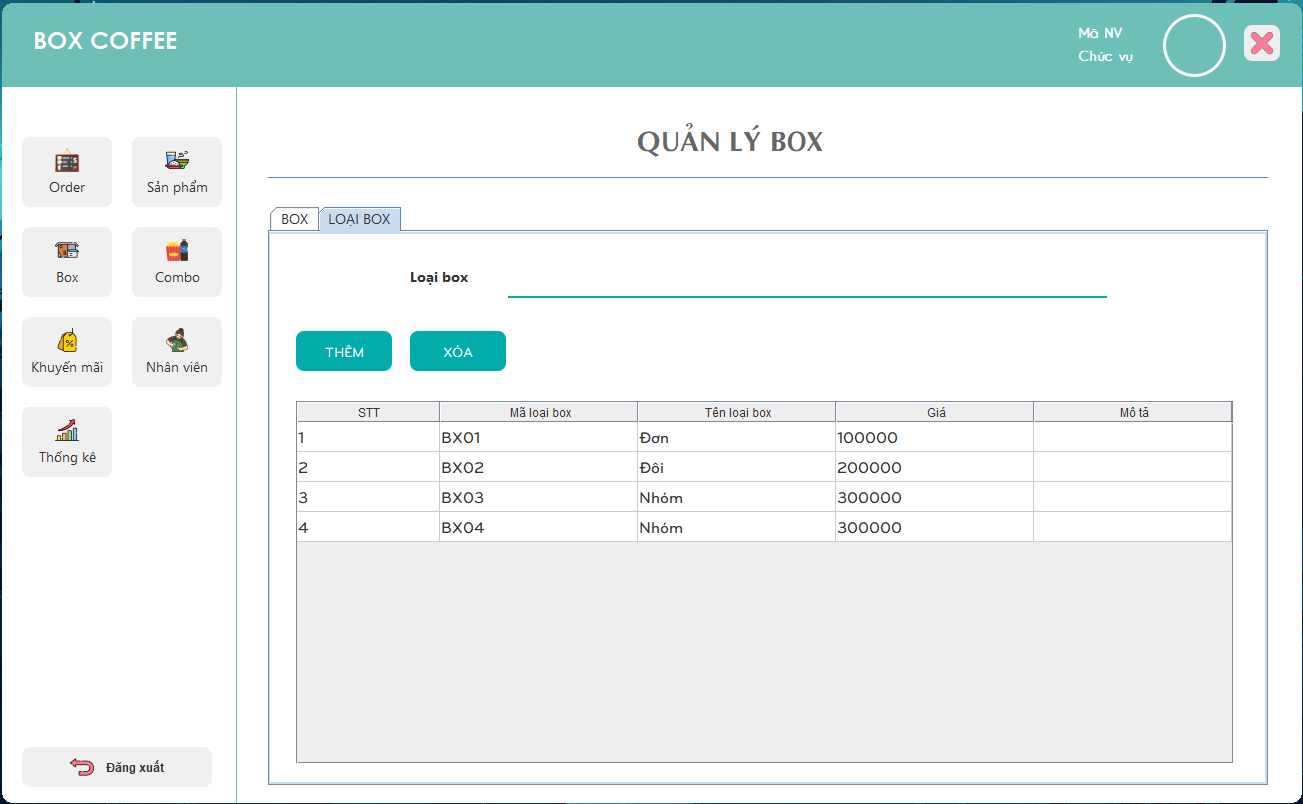 BOX COFFEE
Mã NV
Chức vụ
Order
Sản phẩm
Box
Combo
Khuyến mãi
Nhân viên
Thống kê
Đăng xuất
QUẢN LÝ BOX
BOX LOẠI BOX
Loại box
THÊM XÓA
STT Mã loại box Tên loại box Giá Mô tả
1 BX01 Đơn 100000
2 BX02 Đôi 200000
3 BX03 Nhóm 300000
4 BX04 Nhóm 300000